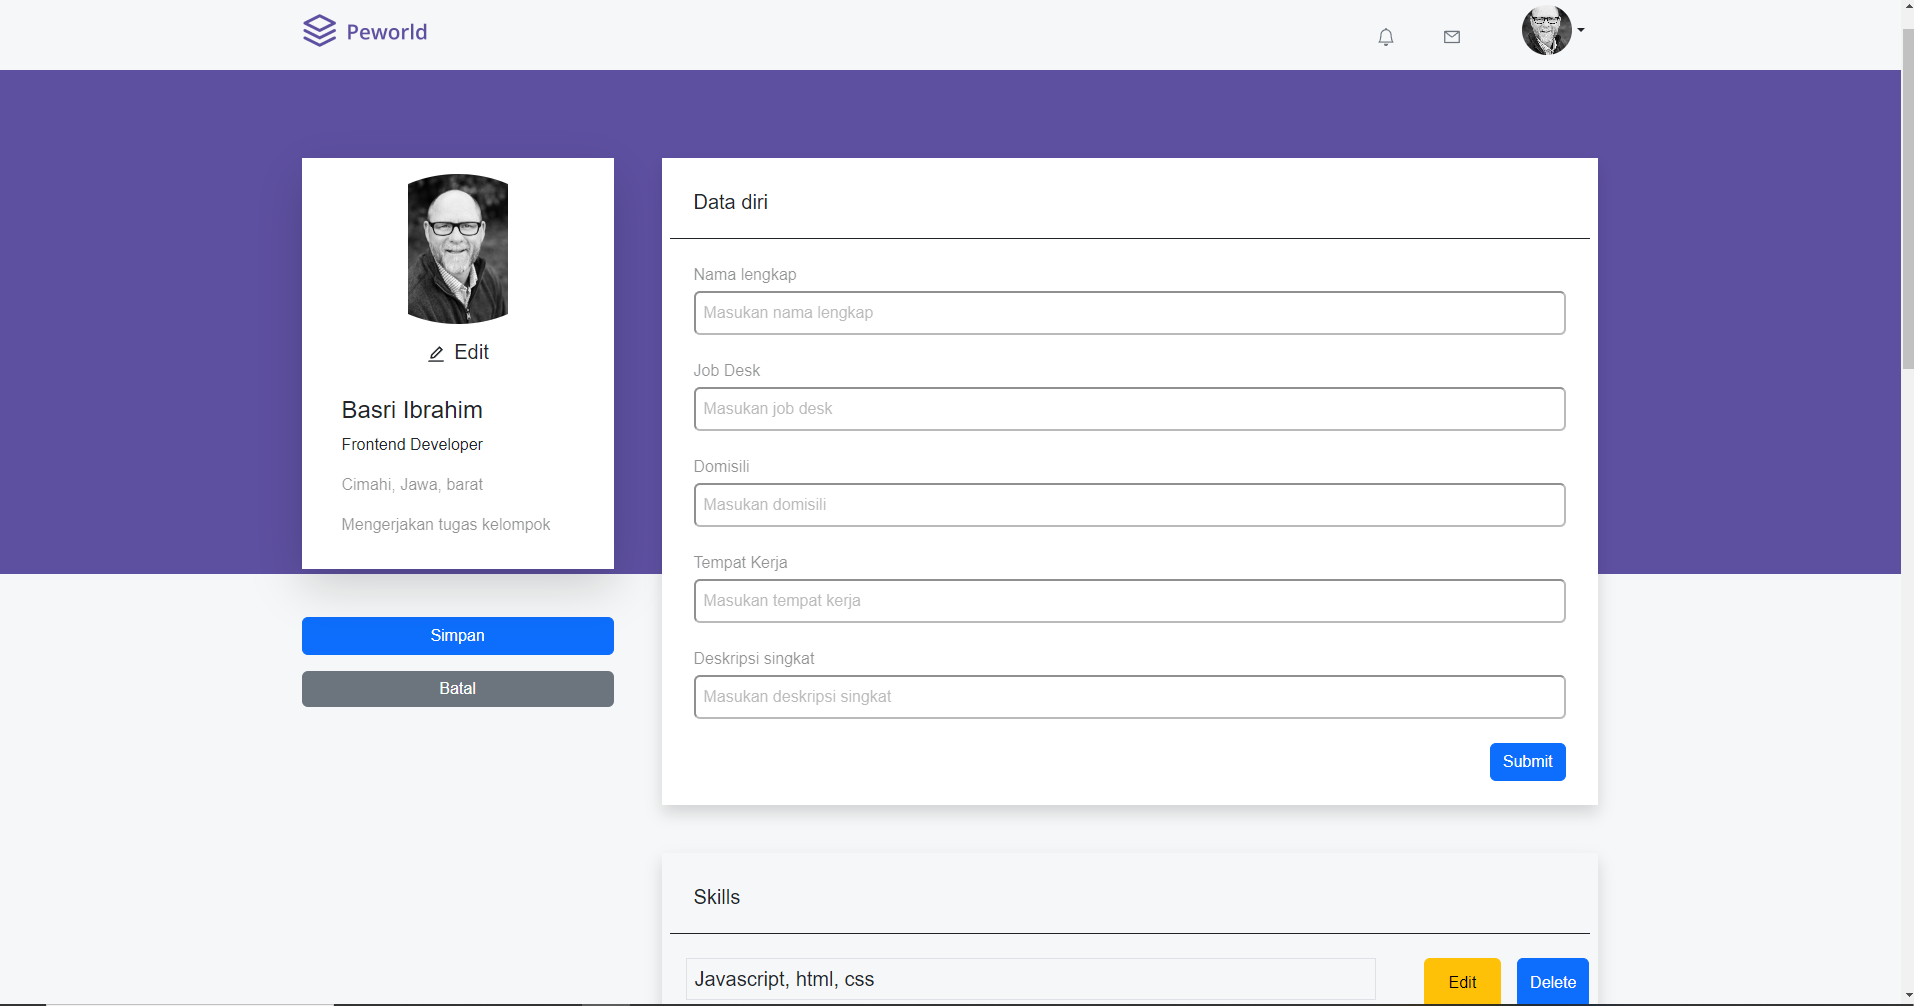 Peworld
Edit
Basri Ibrahim
Frontend Developer
Cimahi, Jawa, barat
Mengerjakan tugas kelompok
Simpan
Batal
Data diri
Nama lengkap
Masukan nama lengkap
Job Desk
Masukan job desk
Domisili
Masukan domisili
Tempat Kerja
Masukan tempat kerja
Deskripsi singkat
Masukan deskripsi singkat
Submit
Skills
Javascript, html, css
Edit
Delete